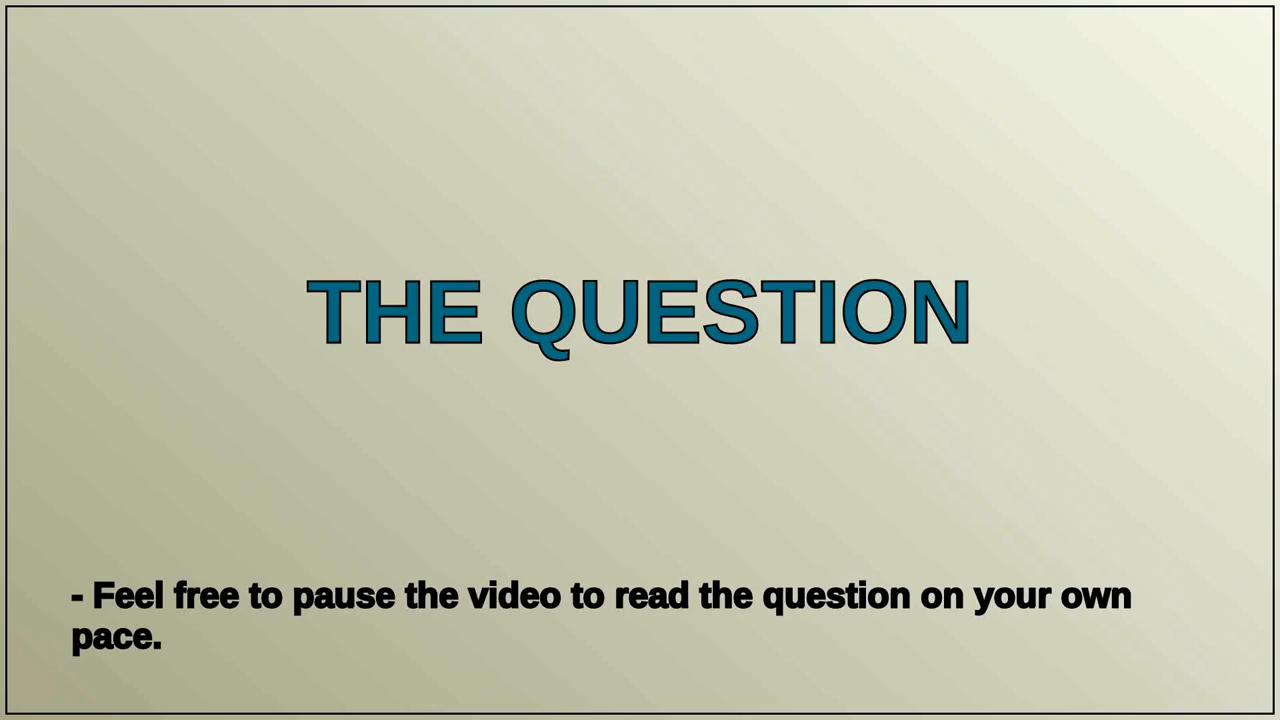 THE QUESTION
- Feel free to pause the video to read the question on your own
pace.